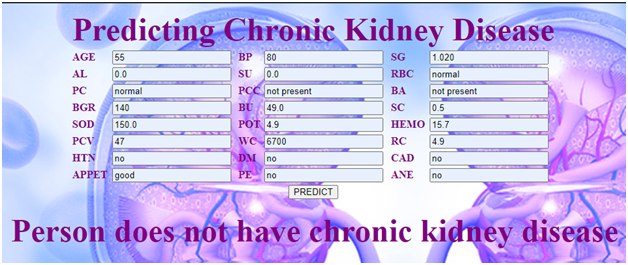 Predicting Chronic Kidney Disease
AGE 55 BP 80 SG 1.020
AL 0.0 SU 0.0 RBC normal
PC normal PCC not present BA not present
BGR 140 BU 49.0 SC 0.5
SOD 150.0 POT 4.9 HEMO 15.7
PCV 47 WC 6700 RC 4.9
HTN no DM no CAD no
APPET good PE no ANE no
PREDICT
Person does not have chronic kidney disease